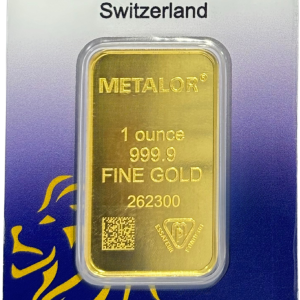 Switzerland
METALOR®
1 ounce
999.9
FINE GOLD
262300